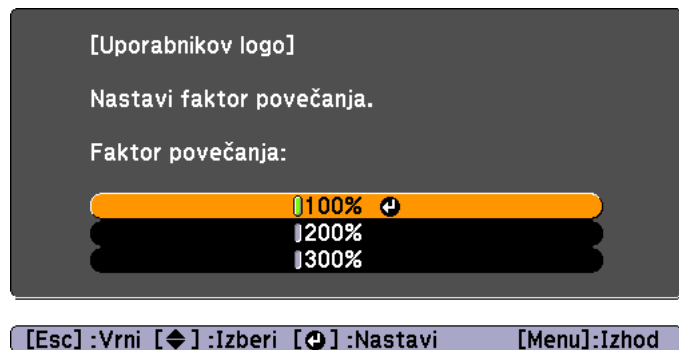 [Uporabnikov logo]
Nastavi faktor povečanja.
Faktor povečanja:
100%
200%
300%
[Esc] :Vrni [◆] :Izberi [↵] :Nastavi [Menu]:Izhod